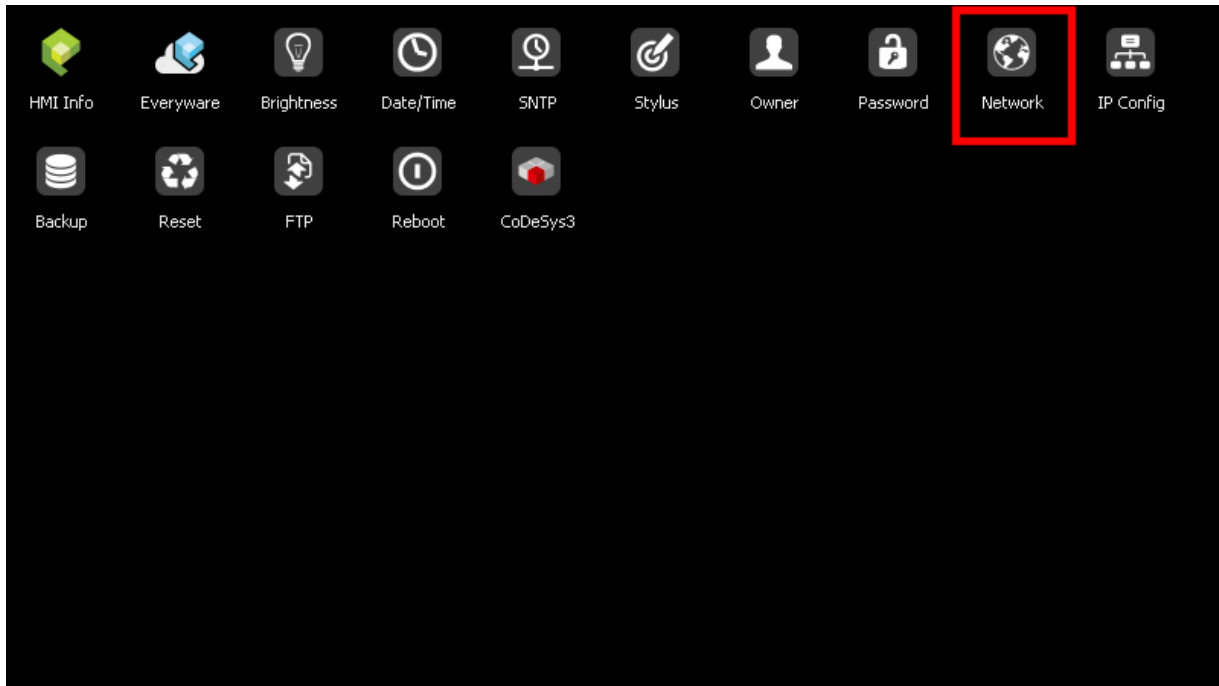 HMI Info Everyware Brightness Date/Time SNTP Stylus Owner Password Network IP Config
Backup Reset FTP Reboot CoDeSys3